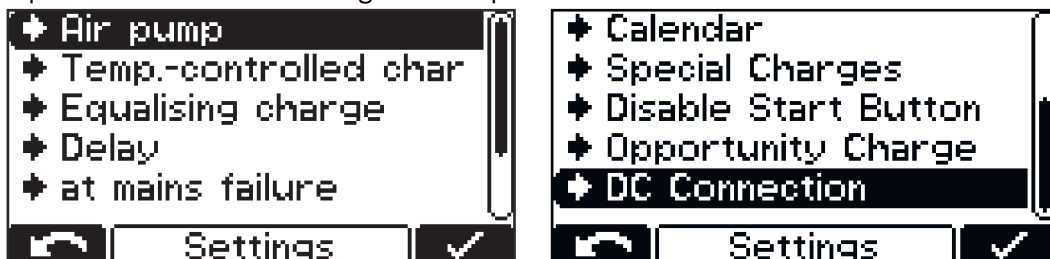 Air pump
Temp.-controlled char
Equalising charge
Delay
at mains failure
Settings
Calendar
Special Charges
Disable Start Button
Opportunity Charge
DC Connection
Settings